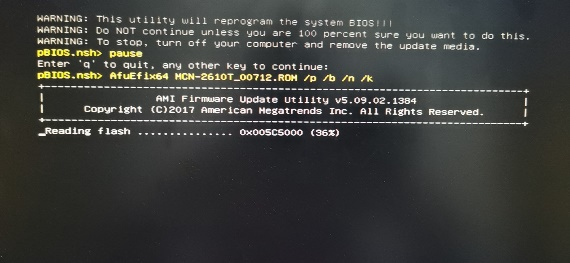 WARNING: This utility will reprogram the system BIOS!!!
WARNING: Do NOT continue unless you are 100 percent sure you want to do this.
WARNING: To stop, turn off your computer and remove the update media.
pBIOS.nsh> pause
Enter 'q' to quit, any other key to continue:
pBIOS.nsh> AfuEfix64 MCN-2610T_00712.ROM /p /b /n /k
AMI Firmware Update Utility v5.09.02.1384
Copyright (C)2017 American Megatrends Inc. All Rights Reserved.
_Reading flash ............... 0x005C5000 (36%)